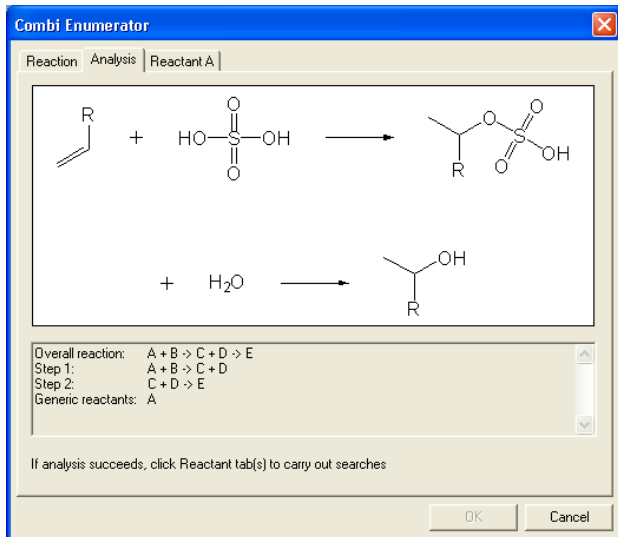 Combi Enumerator
Reaction Analysis Reactant A
R
+ HO S OH
O
O
O
O
O
S
OH
R
+ H2O
OH
R
Overall reaction: A + B -> C + D -> E
Step 1: A + B -> C + D
Step 2: C + D -> E
Generic reactants: A
If analysis succeeds, click Reactant tab(s) to carry out searches
OK Cancel